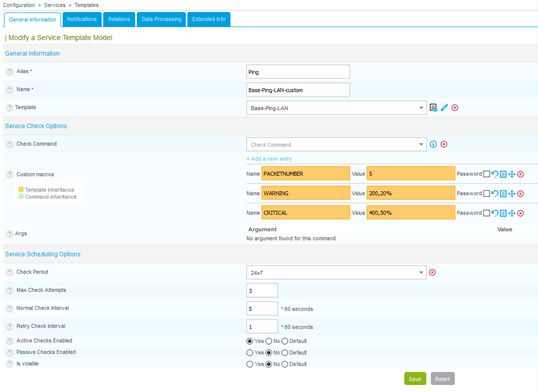 Configuration > Services > Templates
General Information Notifications Relations Data Processing Extended Info
| Modify a Service Template Model
General Information
Alias * Ping
Name * Base-Ping-LAN-custom
Template Base-Ping-LAN
Service Check Options
Check Command Check Command
+ Add a new entry
Custom macros Name PACKETNUMBER Value 5 Password
Template inheritance
Command inheritance
Name WARNING Value 200,20% Password
Name CRITICAL Value 400,50% Password
Args Argument Value
No argument found for this command
Service Scheduling Options
Check Period 24x7
Max Check Attempts 3
Normal Check Interval 5 * 60 seconds
Retry Check Interval 1 * 60 seconds
Active Checks Enabled Yes No Default
Passive Checks Enabled Yes No Default
Is volatile Yes No Default
Save Reset